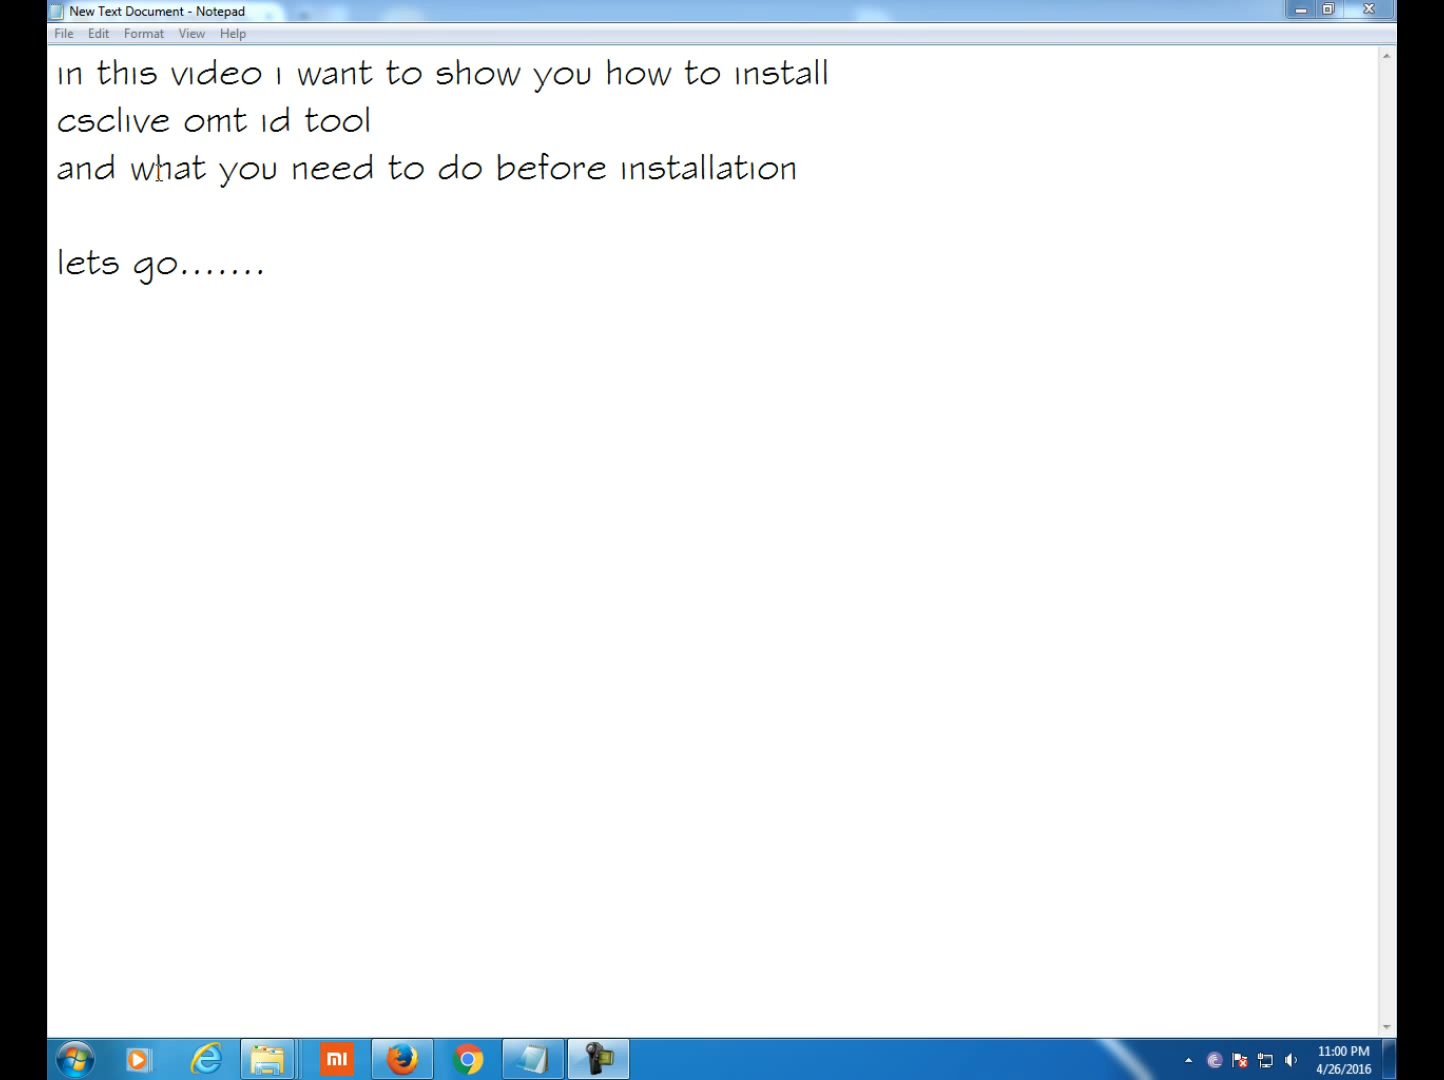 New Text Document - Notepad
File Edit Format View Help
in this video i want to show you how to install
csclive omt id tool
and what you need to do before installation
lets go.......
mi
11:00 PM
4/26/2016